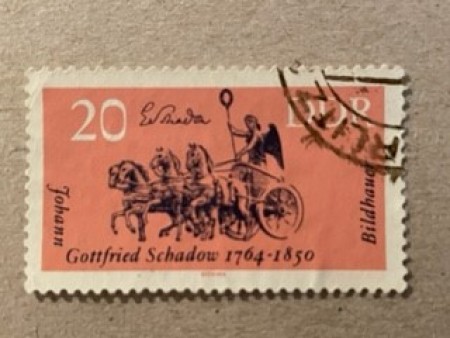 20
DDR
Johann
Gottfried Schadow 1764-1850
Bildhauer